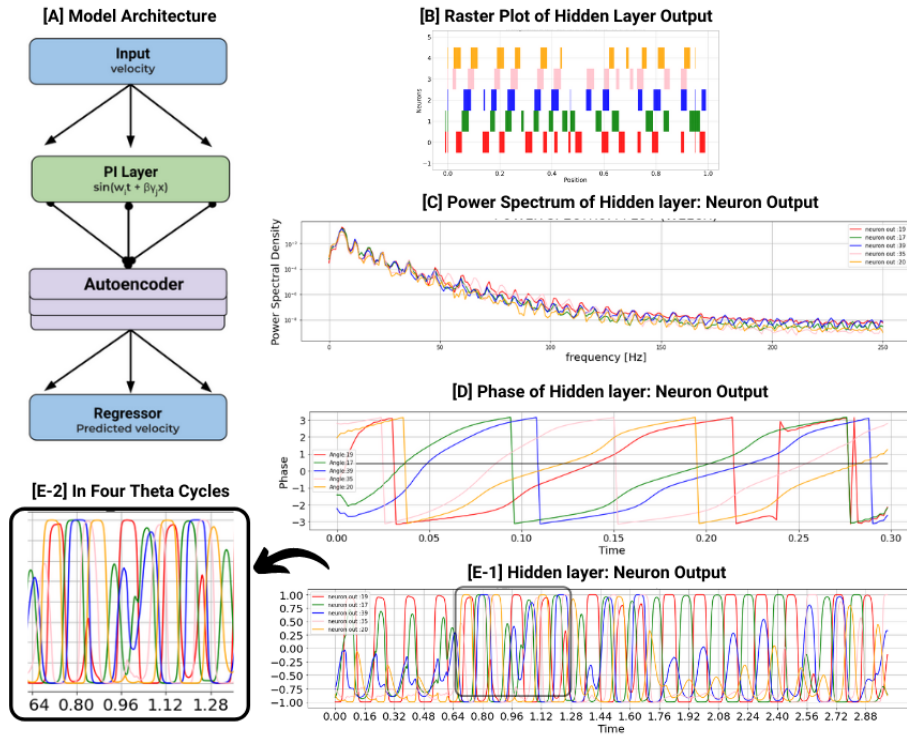 [A] Model Architecture
Input
velocity
PI Layer
sin(wᵢt + βγⱼx)
Autoencoder
Regressor
Predicted velocity
[B] Raster Plot of Hidden Layer Output
5
4
3
2
1
0
−1
Neurons
0.0 0.2 0.4 0.6 0.8 1.0
Position
[C] Power Spectrum of Hidden layer: Neuron Output
Power Spectral Density
neuron out :19
neuron out :17
neuron out :39
neuron out :35
neuron out :20
0 50 100 150 200 250
frequency [Hz]
[D] Phase of Hidden layer: Neuron Output
3
2
1
0
−1
−2
−3
Phase
Angle:19
Angle:17
Angle:39
Angle:35
Angle:20
0.00 0.05 0.10 0.15 0.20 0.25 0.30
Time
[E-2] In Four Theta Cycles
64 0.80 0.96 1.12 1.28
[E-1] Hidden layer: Neuron Output
1.00
0.75
0.50
0.25
0.00
−0.25
−0.50
−0.75
−1.00
neuron out :19
neuron out :17
neuron out :39
neuron out :35
neuron out :20
0.00 0.16 0.32 0.48 0.64 0.80 0.96 1.12 1.28 1.44 1.60 1.76 1.92 2.08 2.24 2.40 2.56 2.72 2.88
Time